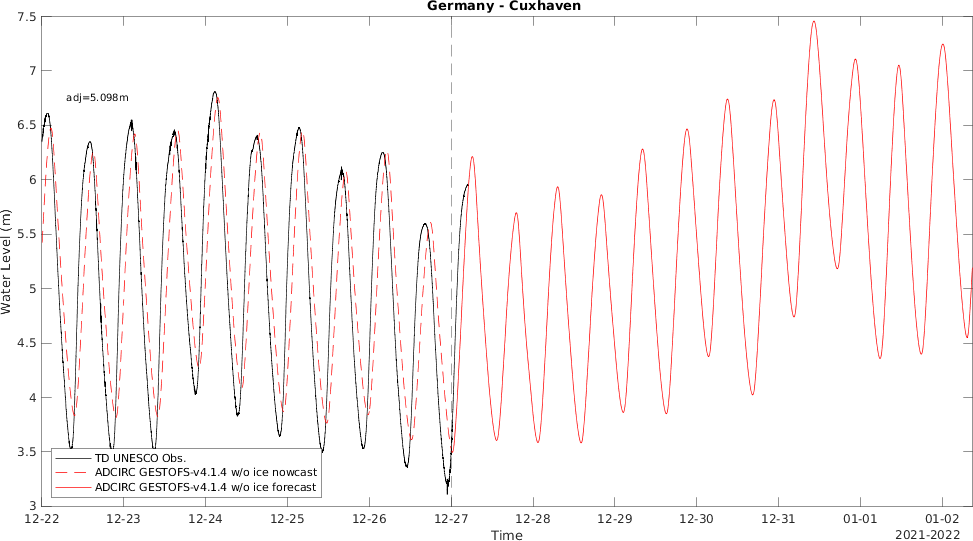 Germany - Cuxhaven
7.5
7
6.5
6
5.5
5
4.5
4
3.5
3
Water Level (m)
adj=5.098m
TD UNESCO Obs.
ADCIRC GESTOFS-v4.1.4 w/o ice nowcast
ADCIRC GESTOFS-v4.1.4 w/o ice forecast
12-22 12-23 12-24 12-25 12-26 12-27 12-28 12-29 12-30 12-31 01-01 01-02
Time
2021-2022